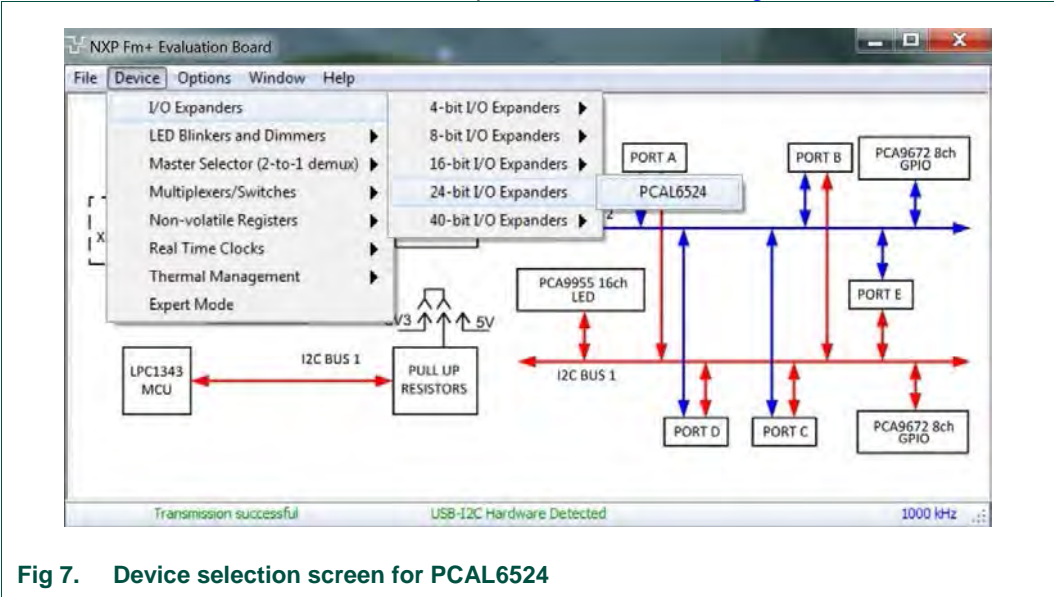 NXP Fm+ Evaluation Board
File Device Options Window Help
I/O Expanders
LED Blinkers and Dimmers
Master Selector (2-to-1 demux)
Multiplexers/Switches
Non-volatile Registers
Real Time Clocks
Thermal Management
Expert Mode
4-bit I/O Expanders
8-bit I/O Expanders
16-bit I/O Expanders
24-bit I/O Expanders
40-bit I/O Expanders
PCAL6524
PORT A
PORT B
PCA9672 8ch
GPIO
X
2
PCA9955 16ch
LED
PORT E
5V
LPC1343
MCU
I2C BUS 1
PULL UP
RESISTORS
I2C BUS 1
PORT D
PORT C
PCA9672 8ch
GPIO
Transmission successful USB-I2C Hardware Detected 1000 kHz
Fig 7. Device selection screen for PCAL6524